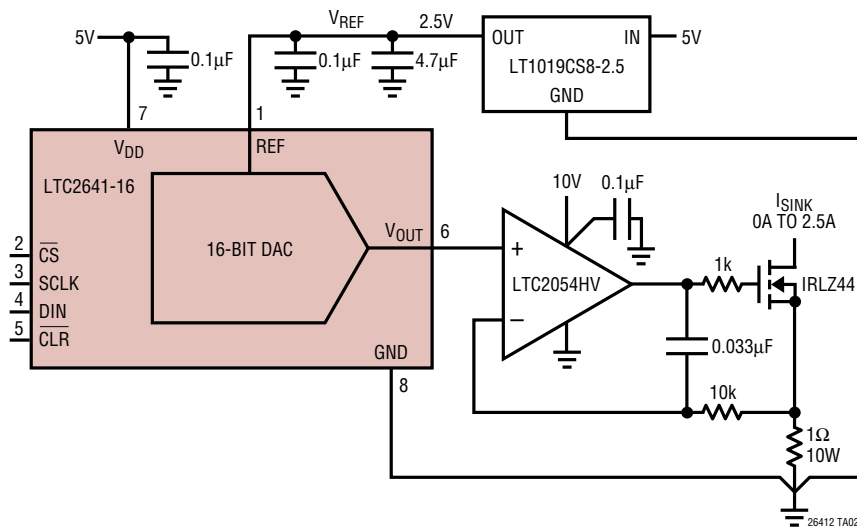 VREF
2.5V
5V
0.1µF
0.1µF
4.7µF
OUT
IN
5V
LT1019CS8-2.5
GND
7
1
VDD
REF
LTC2641-16
16-BIT DAC
VOUT
6
2
CS
3
SCLK
4
DIN
5
CLR
GND
8
10V
0.1µF
+
LTC2054HV
−
ISINK
0A TO 2.5A
1k
IRLZ44
0.033µF
10k
1Ω
10W
26412 TA02